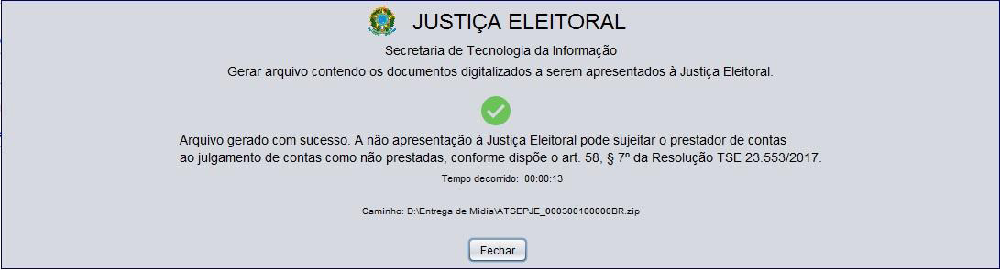 JUSTIÇA ELEITORAL
Secretaria de Tecnologia da Informação
Gerar arquivo contendo os documentos digitalizados a serem apresentados à Justiça Eleitoral.
Arquivo gerado com sucesso. A não apresentação à Justiça Eleitoral pode sujeitar o prestador de contas
ao julgamento de contas como não prestadas, conforme dispõe o art. 58, § 7º da Resolução TSE 23.553/2017.
Tempo decorrido: 00:00:13
Caminho: D:\Entrega de Midia\ATSEPJE_000300100000BR.zip
Fechar